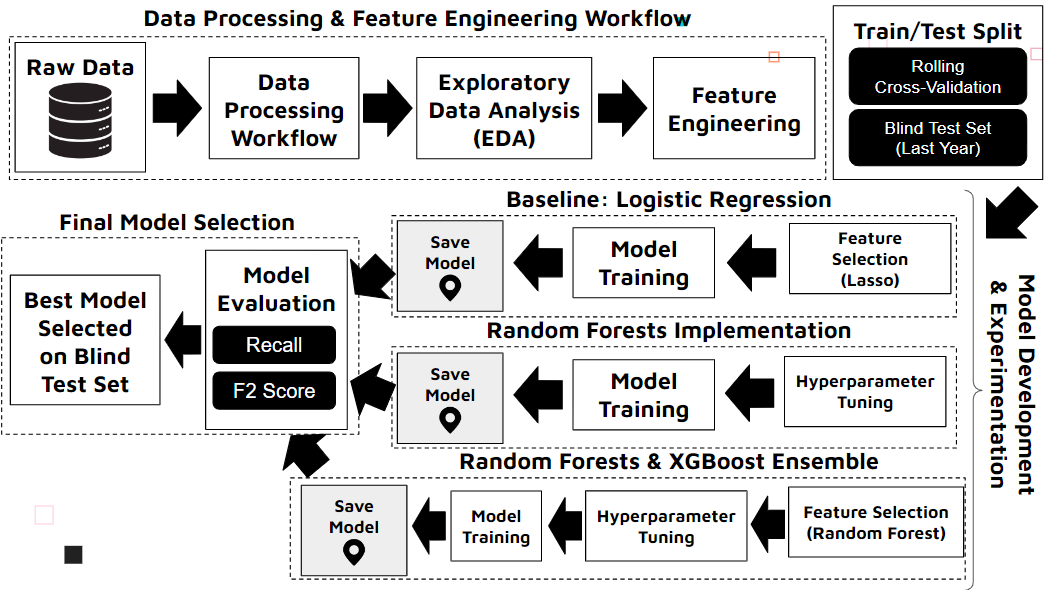 Data Processing & Feature Engineering Workflow
Raw Data
Data
Processing
Workflow
Exploratory
Data Analysis
(EDA)
Feature
Engineering
Train/Test Split
Rolling
Cross-Validation
Blind Test Set
(Last Year)
Model Development
& Experimentation
Baseline: Logistic Regression
Feature
Selection
(Lasso)
Model
Training
Save
Model
Random Forests Implementation
Hyperparameter
Tuning
Model
Training
Save
Model
Random Forests & XGBoost Ensemble
Feature Selection
(Random Forest)
Hyperparameter
Tuning
Model
Training
Save
Model
Final Model Selection
Model
Evaluation
Recall
F2 Score
Best Model
Selected
on Blind
Test Set